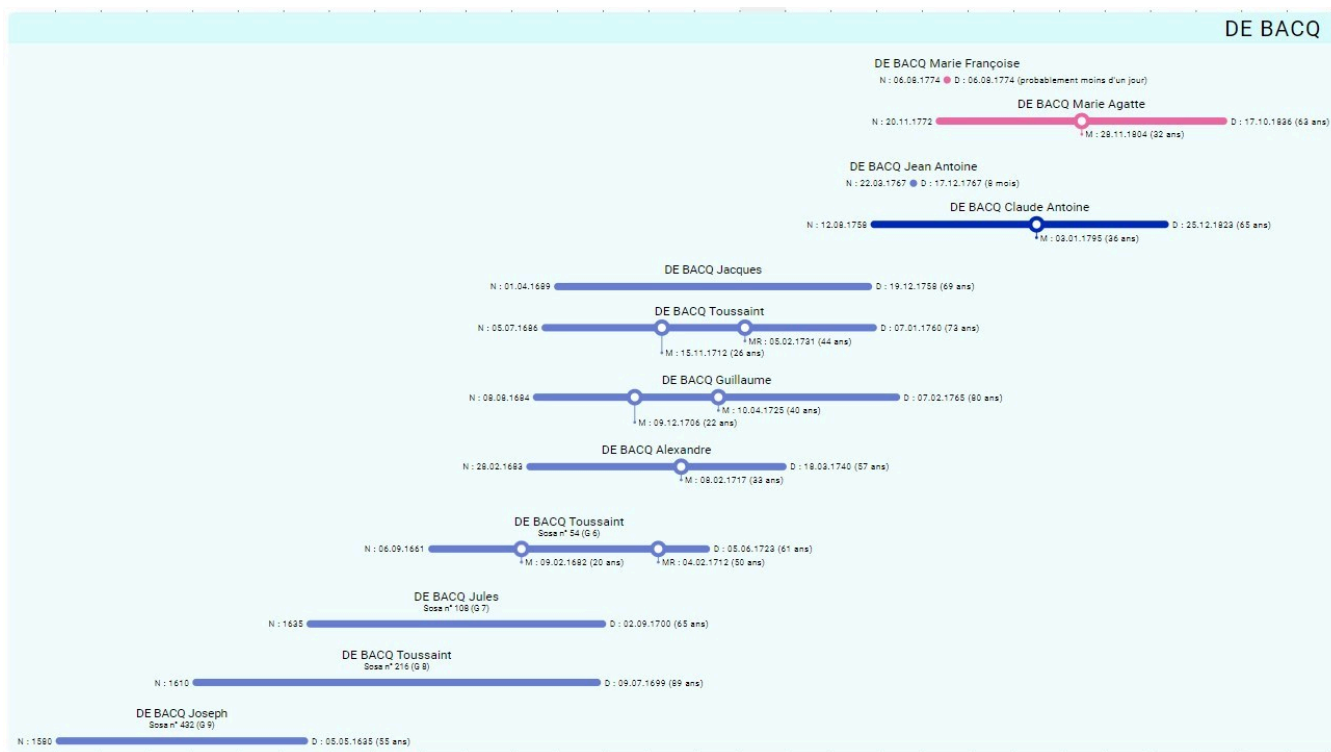 DE BACQ
DE BACQ Marie Françoise
N : 06.08.1774 D : 06.08.1774 (probablement moins d'un jour)
DE BACQ Marie Agatte
N : 20.11.1772 D : 17.10.1836 (63 ans)
M : 28.11.1804 (32 ans)
DE BACQ Jean Antoine
N : 22.03.1767 D : 17.12.1767 (8 mois)
DE BACQ Claude Antoine
N : 12.08.1758 D : 25.12.1823 (65 ans)
M : 03.01.1795 (36 ans)
DE BACQ Jacques
N : 01.04.1689 D : 19.12.1758 (69 ans)
DE BACQ Toussaint
N : 05.07.1686 D : 07.01.1760 (73 ans)
MR : 05.02.1731 (44 ans)
M : 15.11.1712 (26 ans)
DE BACQ Guillaume
N : 08.08.1684 D : 07.02.1765 (80 ans)
M : 10.04.1725 (40 ans)
M : 09.12.1706 (22 ans)
DE BACQ Alexandre
N : 28.02.1683 D : 18.03.1740 (57 ans)
M : 08.02.1717 (33 ans)
DE BACQ Toussaint
Sosa n° 54 (G 6)
N : 06.09.1661 D : 05.06.1723 (61 ans)
M : 09.02.1682 (20 ans) MR : 04.02.1712 (50 ans)
DE BACQ Jules
Sosa n° 108 (G 7)
N : 1635 D : 02.09.1700 (65 ans)
DE BACQ Toussaint
Sosa n° 216 (G 8)
N : 1610 D : 09.07.1699 (89 ans)
DE BACQ Joseph
Sosa n° 432 (G 9)
N : 1580 D : 05.05.1635 (55 ans)